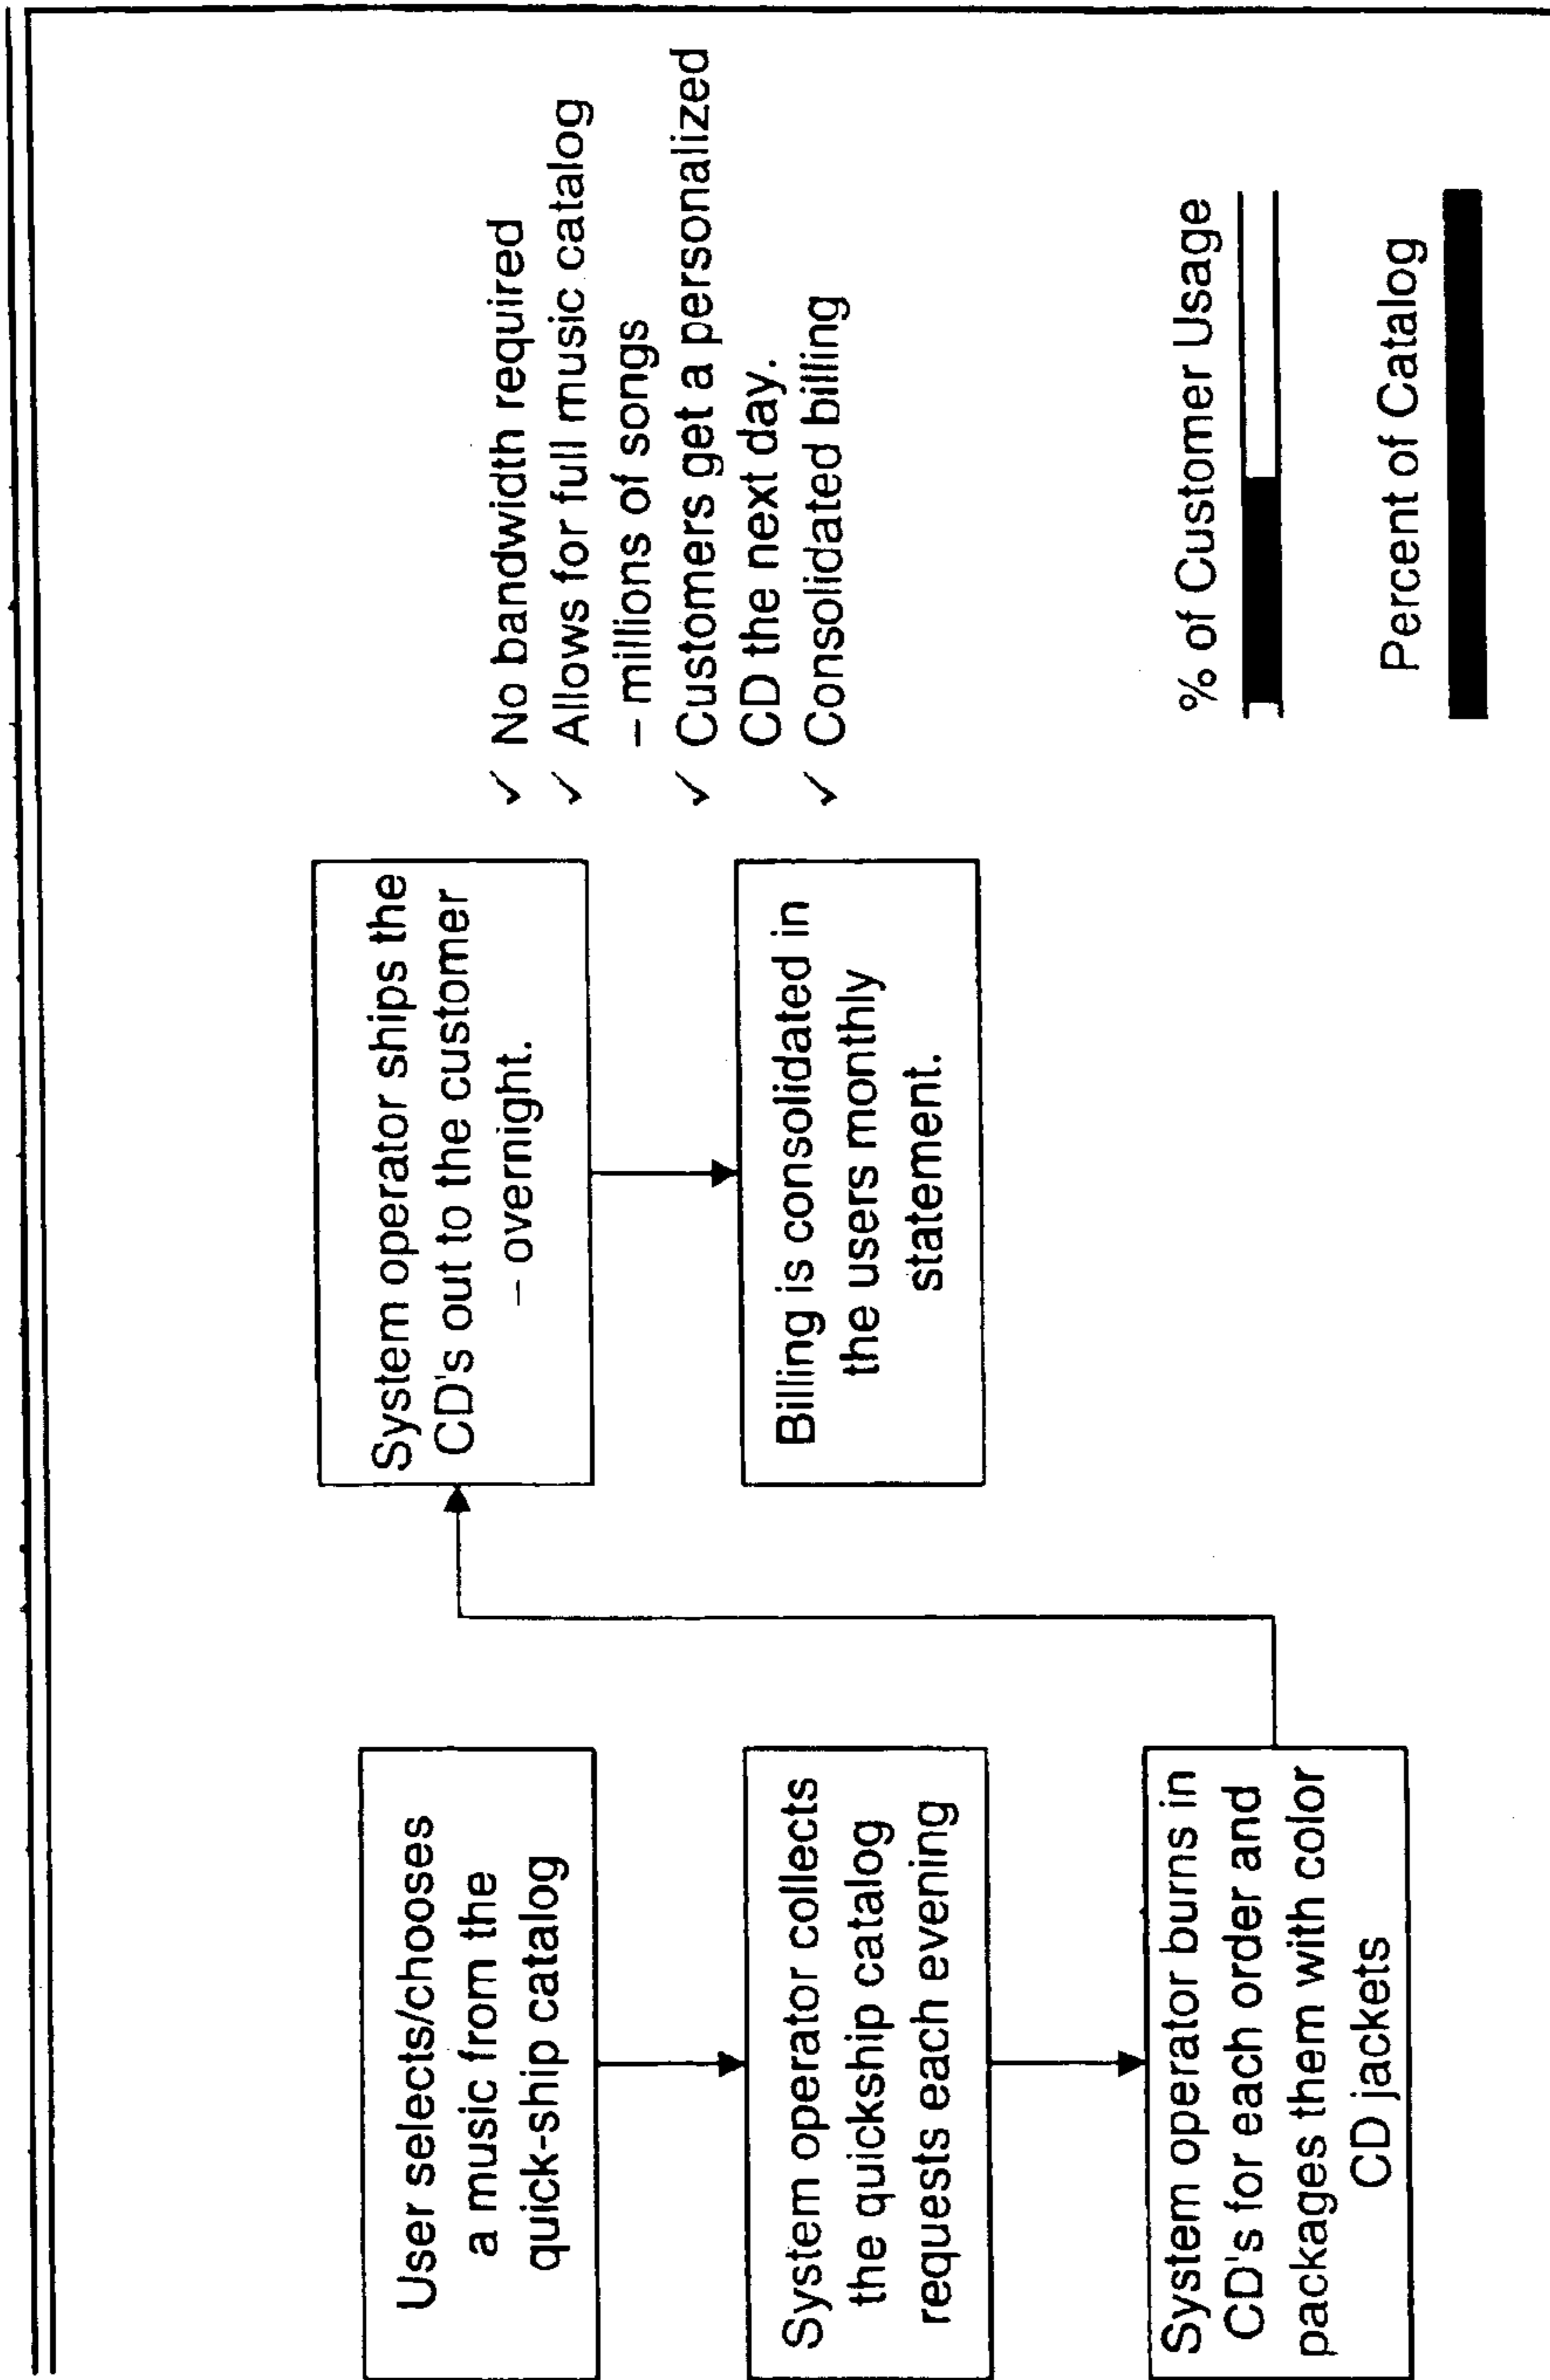 User selects/chooses
a music from the
quick-ship catalog
System operator collects
the quickship catalog
requests each evening
System operator burns in
CD's for each order and
packages them with color
CD jackets
System operator ships the
CD's out to the customer
– overnight.
Billing is consolidated in
the users monthly
statement.
✓ No bandwidth required
✓ Allows for full music catalog
– millions of songs
✓ Customers get a personalized
CD the next day.
✓ Consolidated billing
% of Customer Usage
Percent of Catalog